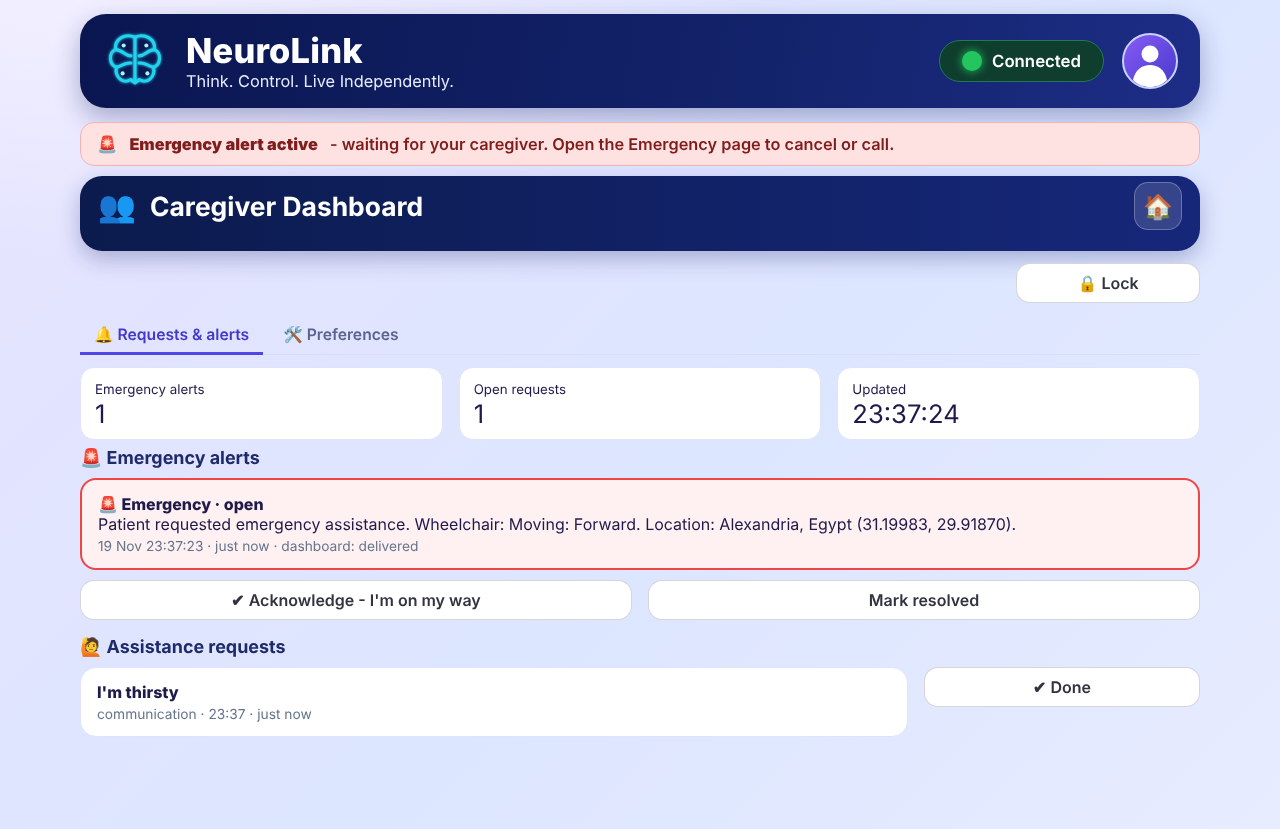 NeuroLink
Think. Control. Live Independently.
Connected
🚨 Emergency alert active - waiting for your caregiver. Open the Emergency page to cancel or call.
👥 Caregiver Dashboard
🏠
🔒 Lock
🔔 Requests & alerts
🛠️ Preferences
Emergency alerts
1
Open requests
1
Updated
23:37:24
🚨 Emergency alerts
🚨 Emergency · open
Patient requested emergency assistance. Wheelchair: Moving: Forward. Location: Alexandria, Egypt (31.19983, 29.91870).
19 Nov 23:37:23 · just now · dashboard: delivered
✔ Acknowledge - I'm on my way
Mark resolved
🙋 Assistance requests
I'm thirsty
communication · 23:37 · just now
✔ Done